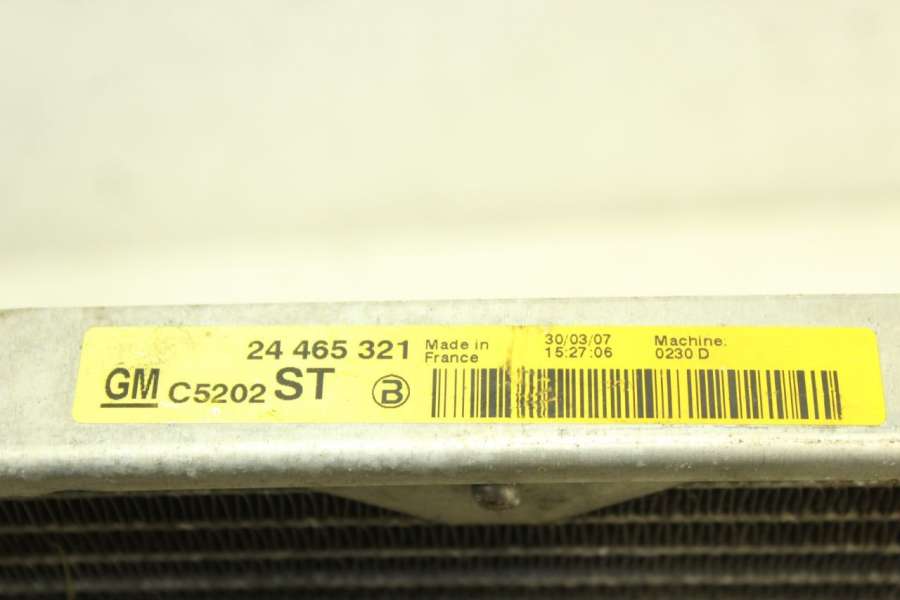 24 465 321
GM C5202 ST B
Made in
France
30/03/07
15:27:06
Machine:
0230 D